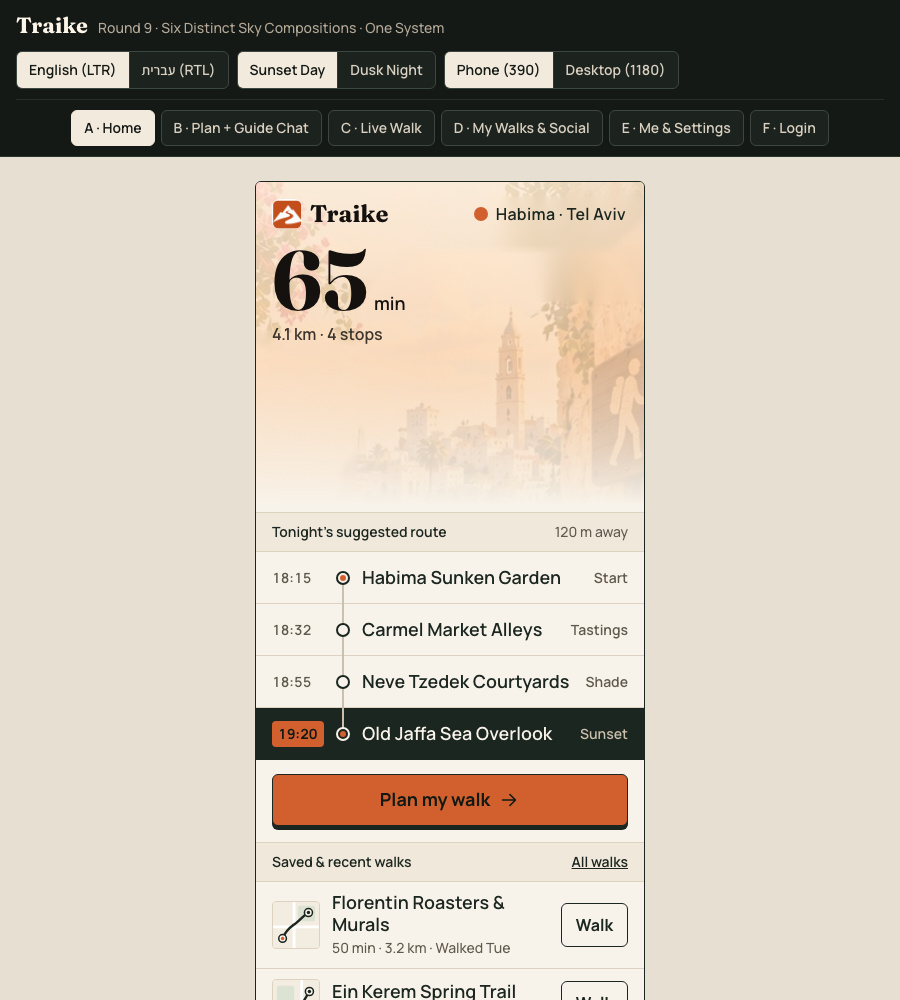 Traike Round 9 · Six Distinct Sky Compositions · One System
English (LTR) עברית (RTL) Sunset Day Dusk Night Phone (390) Desktop (1180)
A · Home B · Plan + Guide Chat C · Live Walk D · My Walks & Social E · Me & Settings F · Login
Traike Habima · Tel Aviv
65 min
4.1 km · 4 stops
Tonight's suggested route 120 m away
18:15 Habima Sunken Garden Start
18:32 Carmel Market Alleys Tastings
18:55 Neve Tzedek Courtyards Shade
19:20 Old Jaffa Sea Overlook Sunset
Plan my walk →
Saved & recent walks All walks
Florentin Roasters &
Murals
50 min · 3.2 km · Walked Tue
Walk
Ein Kerem Spring Trail
Walk